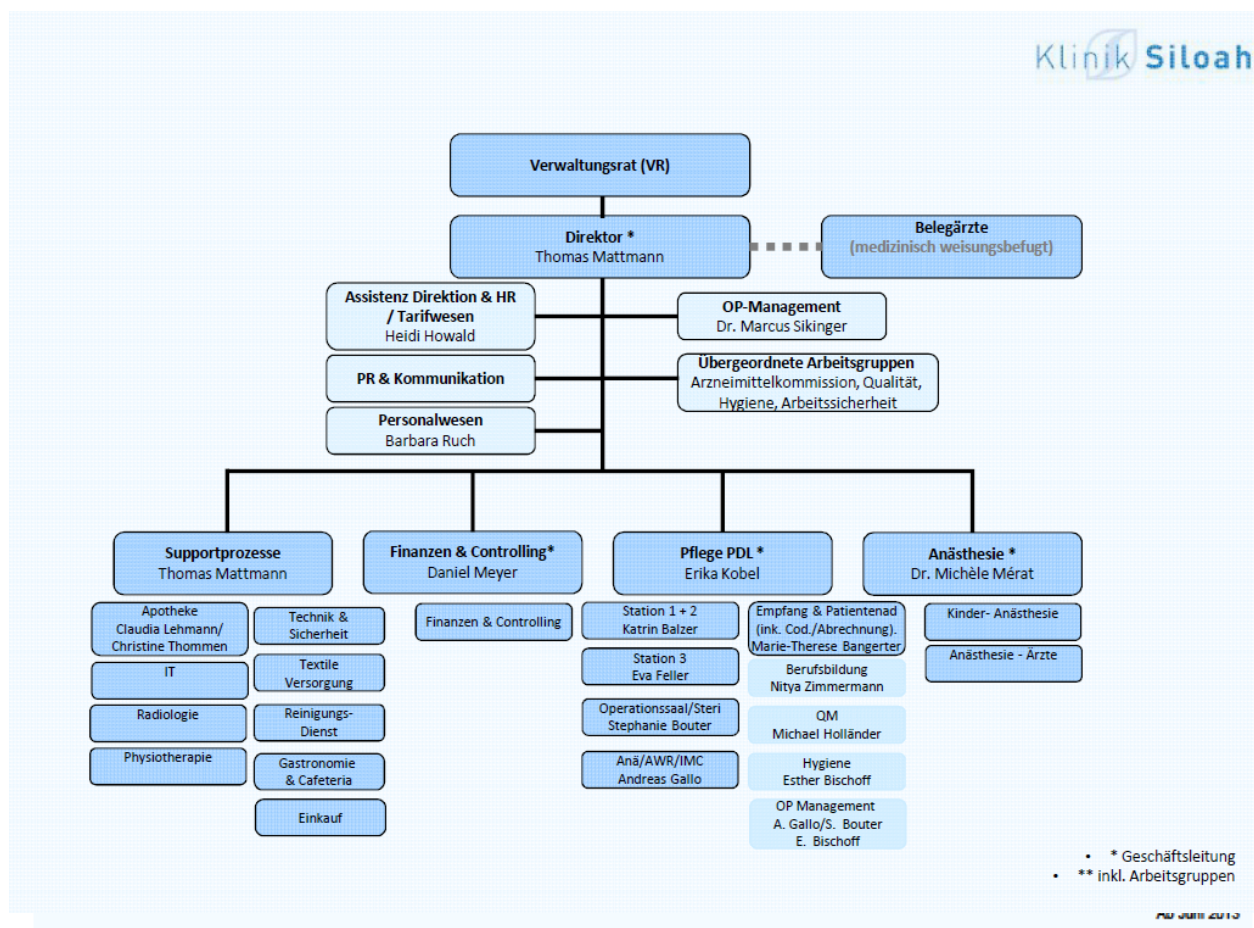 Klinik Siloah
Verwaltungsrat (VR)
Direktor *
Thomas Mattmann
Belegärzte
(medizinisch weisungsbefugt)
Assistenz Direktion & HR
/ Tarifwesen
Heidi Howald
OP-Management
Dr. Marcus Sikinger
PR & Kommunikation
Übergeordnete Arbeitsgruppen
Arzneimittelkommission, Qualität,
Hygiene, Arbeitssicherheit
Personalwesen
Barbara Ruch
Supportprozesse
Thomas Mattmann
Finanzen & Controlling*
Daniel Meyer
Pflege PDL *
Erika Kobel
Anästhesie *
Dr. Michèle Mérat
Apotheke
Claudia Lehmann/
Christine Thommen
IT
Radiologie
Physiotherapie
Technik &
Sicherheit
Textile
Versorgung
Reinigungs-
Dienst
Gastronomie
& Cafeteria
Einkauf
Finanzen & Controlling
Station 1 + 2
Katrin Balzer
Station 3
Eva Feller
Operationssaal/Steri
Stephanie Bouter
Anä/AWR/IMC
Andreas Gallo
Empfang & Patientenad
(ink. Cod./Abrechnung).
Marie-Therese Bangerter
Berufsbildung
Nitya Zimmermann
QM
Michael Holländer
Hygiene
Esther Bischoff
OP Management
A. Gallo/S. Bouter
E. Bischoff
Kinder- Anästhesie
Anästhesie - Ärzte
• * Geschäftsleitung
• ** inkl. Arbeitsgruppen
Ab Juni 2013